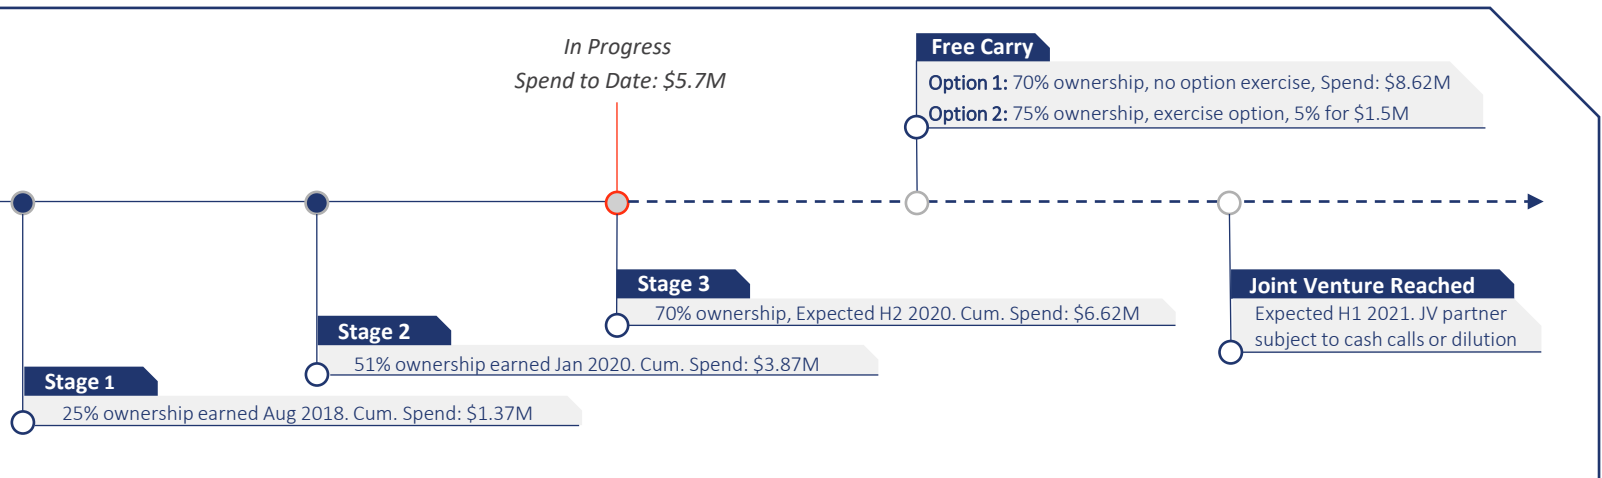 In Progress
Spend to Date: $5.7M
Free Carry
Option 1: 70% ownership, no option exercise, Spend: $8.62M
Option 2: 75% ownership, exercise option, 5% for $1.5M
Stage 3
70% ownership, Expected H2 2020. Cum. Spend: $6.62M
Joint Venture Reached
Expected H1 2021. JV partner
subject to cash calls or dilution
Stage 2
51% ownership earned Jan 2020. Cum. Spend: $3.87M
Stage 1
25% ownership earned Aug 2018. Cum. Spend: $1.37M